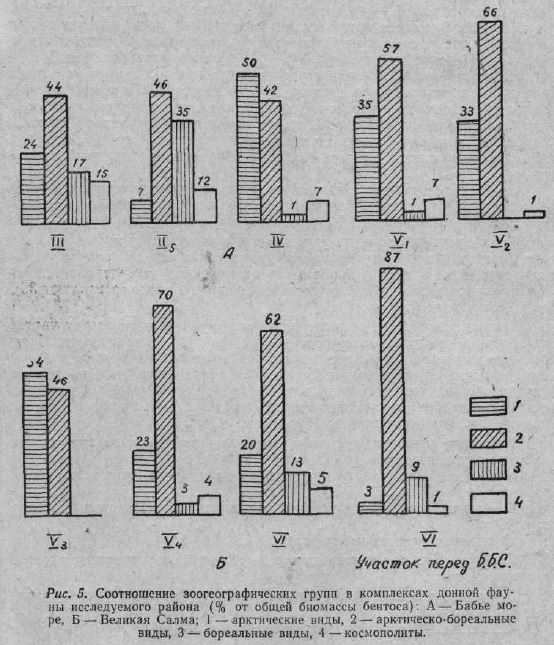 66
57
50
44
46
42
35
35
33
24
17
15
7
12
1
7
1
7
1
III
II5
IV
V1
V2
А
87
70
62
54
46
23
3
4
20
13
5
3
9
1
1
2
3
4
V3
V4
VI
VI
Б
Участок перед Б.Б.С.
Рис. 5. Соотношение зоогеографических групп в комплексах донной фау-
ны исследуемого района (% от общей биомассы бентоса): А — Бабье мо-
ре, Б — Великая Салма; 1 — арктические виды, 2 — арктическо-бореальные
виды, 3 — бореальные виды, 4 — космополиты.